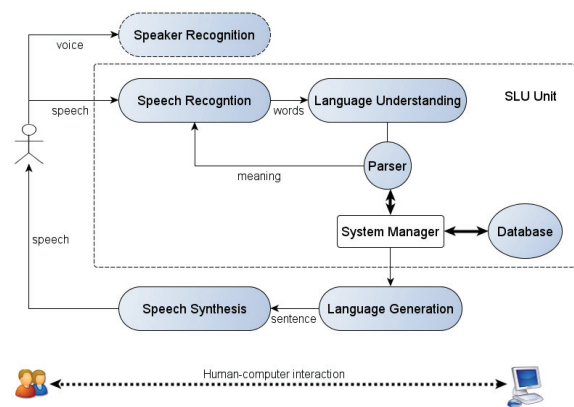 Speaker Recognition
voice
SLU Unit
Speech Recogntion
Language Understanding
speech
words
Parser
meaning
System Manager
Database
speech
Speech Synthesis
sentence
Language Generation
Human-computer interaction